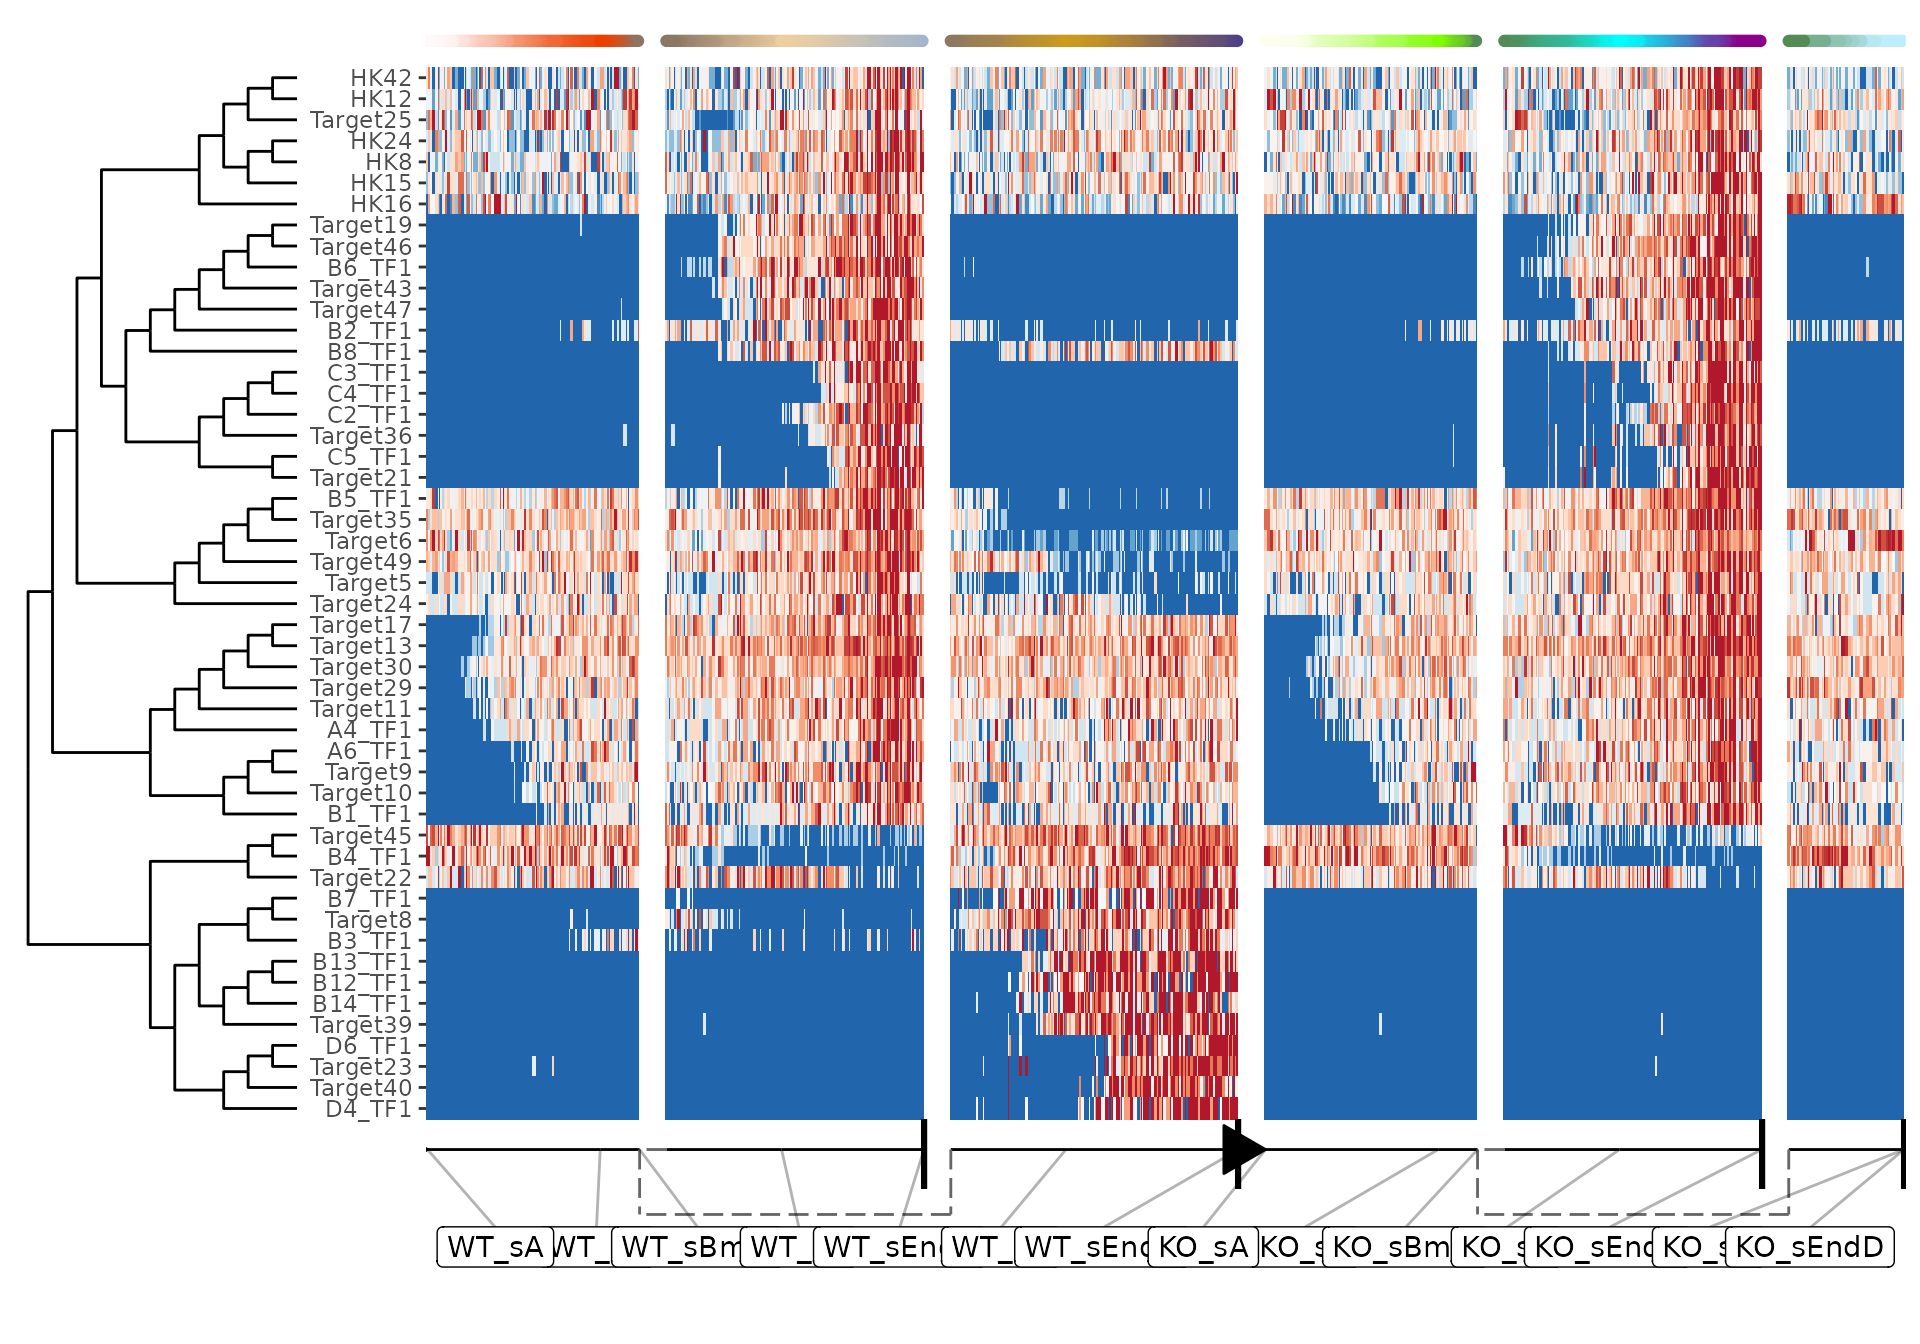 HK42
HK12
Target25
HK24
HK8
HK15
HK16
Target19
Target46
B6_TF1
Target43
Target47
B2_TF1
B8_TF1
C3_TF1
C4_TF1
C2_TF1
Target36
C5_TF1
Target21
B5_TF1
Target35
Target6
Target49
Target5
Target24
Target17
Target13
Target30
Target29
Target11
A4_TF1
A6_TF1
Target9
Target10
B1_TF1
Target45
B4_TF1
Target22
B7_TF1
Target8
B3_TF1
B13_TF1
B12_TF1
B14_TF1
Target39
D6_TF1
Target23
Target40
D4_TF1
WT_sA WT_ WT_sBm WT_ WT_sEnd WT_ WT_sEnd KO_sA KO_s KO_sBm KO_s KO_sEnd KO_s KO_sEndD